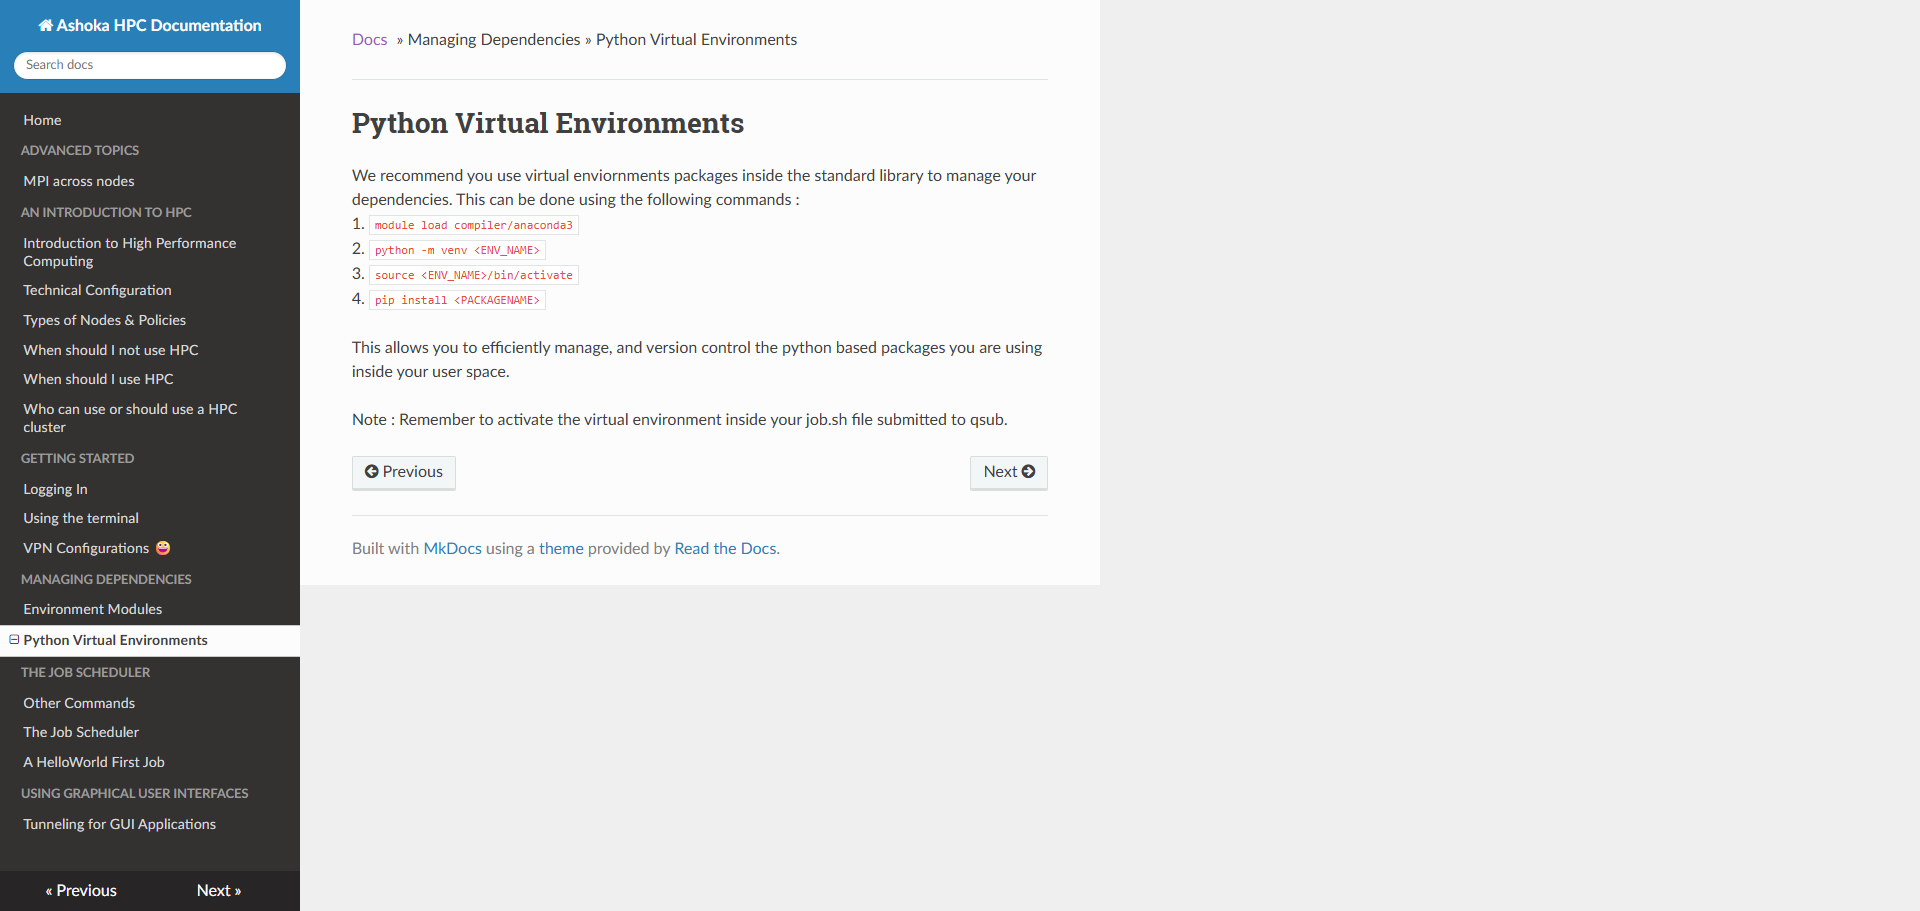 Ashoka HPC Documentation
Search docs
Home
ADVANCED TOPICS
MPI across nodes
AN INTRODUCTION TO HPC
Introduction to High Performance
Computing
Technical Configuration
Types of Nodes & Policies
When should I not use HPC
When should I use HPC
Who can use or should use a HPC
cluster
GETTING STARTED
Logging In
Using the terminal
VPN Configurations 😜
MANAGING DEPENDENCIES
Environment Modules
Python Virtual Environments
THE JOB SCHEDULER
Other Commands
The Job Scheduler
A HelloWorld First Job
USING GRAPHICAL USER INTERFACES
Tunneling for GUI Applications
« Previous Next »
Docs » Managing Dependencies » Python Virtual Environments
Python Virtual Environments
We recommend you use virtual enviornments packages inside the standard library to manage your
dependencies. This can be done using the following commands :
1. module load compiler/anaconda3
2. python -m venv <ENV_NAME>
3. source <ENV_NAME>/bin/activate
4. pip install <PACKAGENAME>
This allows you to efficiently manage, and version control the python based packages you are using
inside your user space.
Note : Remember to activate the virtual environment inside your job.sh file submitted to qsub.
Previous Next
Built with MkDocs using a theme provided by Read the Docs.